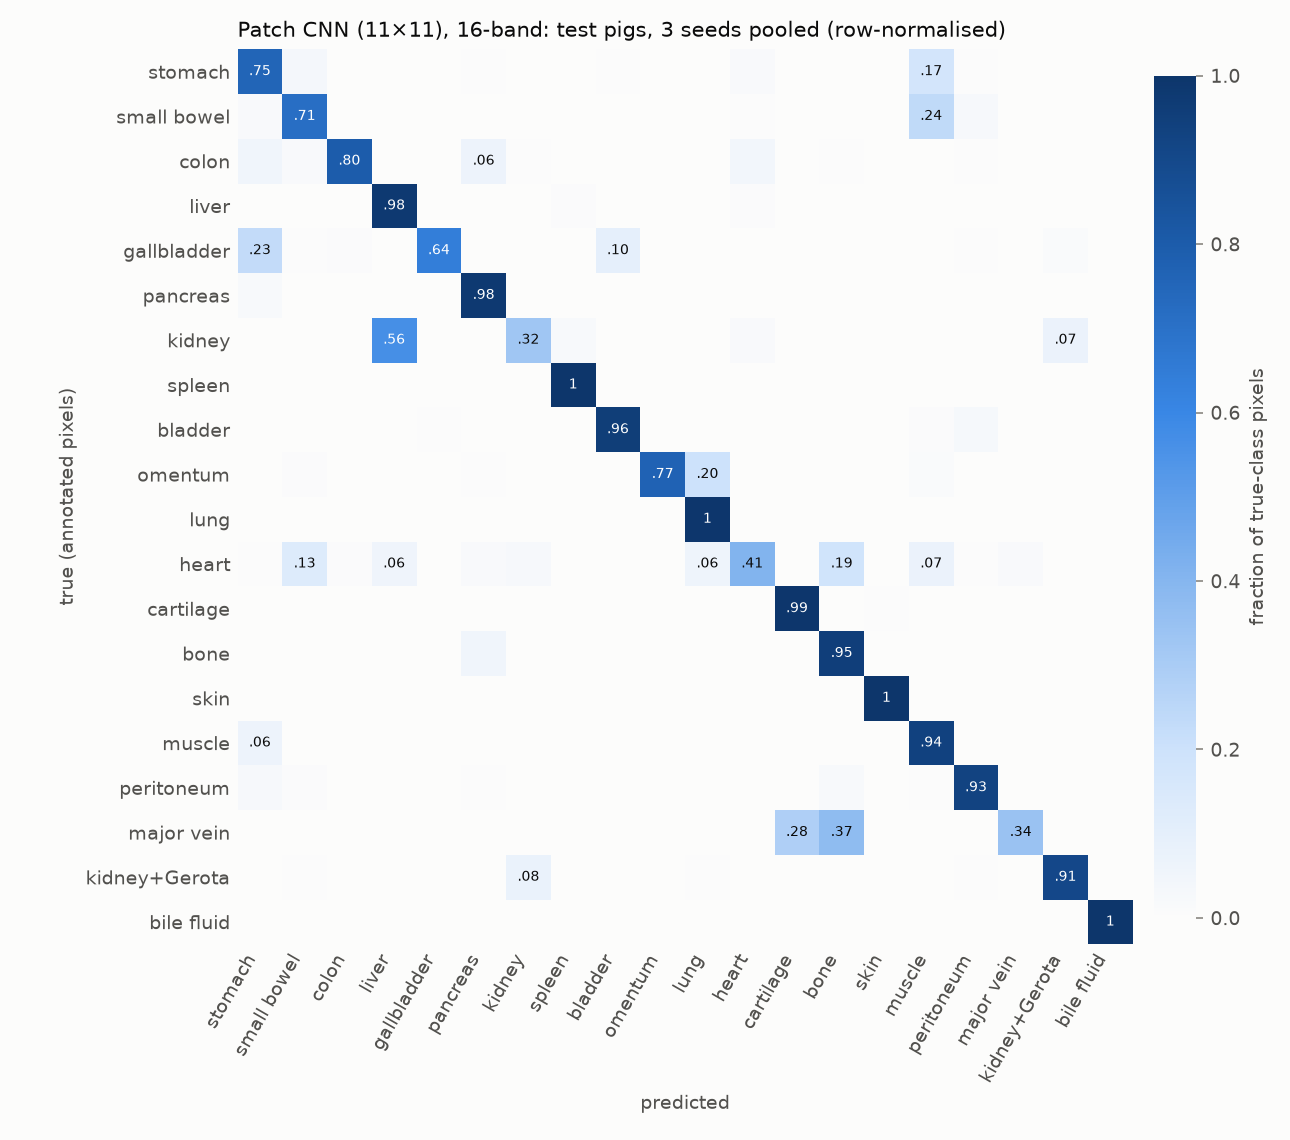 Patch CNN (11×11), 16-band: test pigs, 3 seeds pooled (row-normalised)
true (annotated pixels)
stomach .75 .17
small bowel .71 .24
colon .80 .06
liver .98
gallbladder .23 .64 .10
pancreas .98
kidney .56 .32 .07
spleen 1
bladder .96
omentum .77 .20
lung 1
heart .13 .06 .06 .41 .19 .07
cartilage .99
bone .95
skin 1
muscle .06 .94
peritoneum .93
major vein .28 .37 .34
kidney+Gerota .08 .91
bile fluid 1
stomach
small bowel
colon
liver
gallbladder
pancreas
kidney
spleen
bladder
omentum
lung
heart
cartilage
bone
skin
muscle
peritoneum
major vein
kidney+Gerota
bile fluid
predicted
1.0
0.8
0.6
0.4
0.2
0.0
fraction of true-class pixels